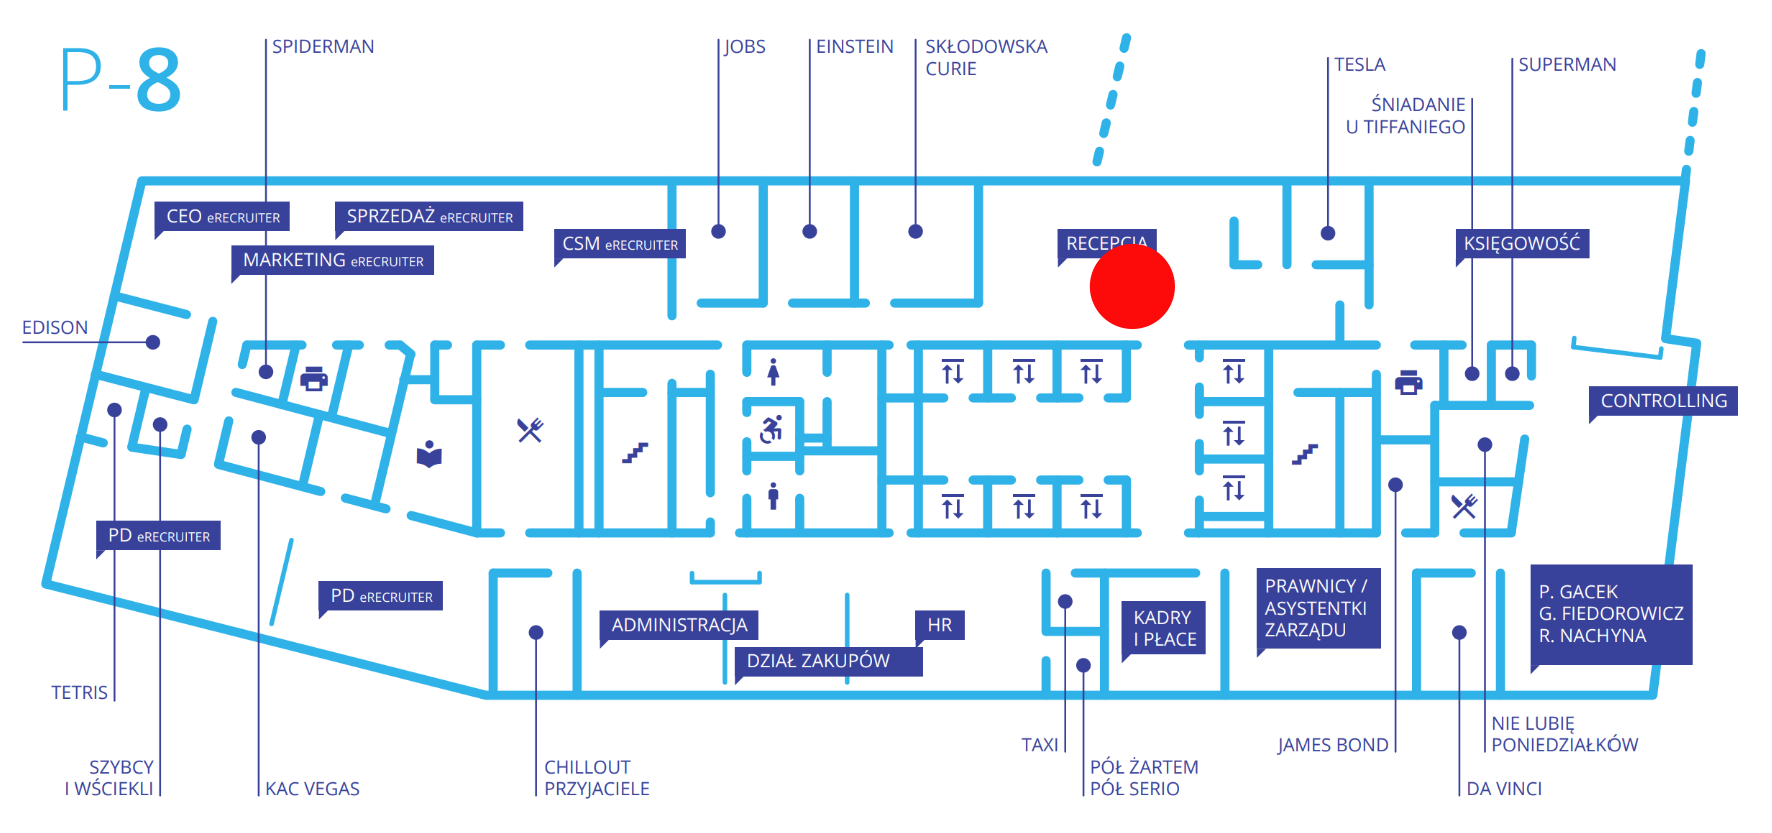 P-8
SPIDERMAN
JOBS
EINSTEIN
SKŁODOWSKA
CURIE
TESLA
SUPERMAN
ŚNIADANIE
U TIFFANIEGO
CEO eRECRUITER
SPRZEDAŻ eRECRUITER
MARKETING eRECRUITER
CSM eRECRUITER
RECEPCJA
KSIĘGOWOŚĆ
EDISON
CONTROLLING
PD eRECRUITER
PD eRECRUITER
ADMINISTRACJA
HR
DZIAŁ ZAKUPÓW
KADRY
I PŁACE
PRAWNICY /
ASYSTENTKI
ZARZĄDU
P. GACEK
G. FIEDOROWICZ
R. NACHYNA
TETRIS
SZYBCY
I WŚCIEKLI
KAC VEGAS
CHILLOUT
PRZYJACIELE
TAXI
PÓŁ ŻARTEM
PÓŁ SERIO
JAMES BOND
NIE LUBIĘ
PONIEDZIAŁKÓW
DA VINCI